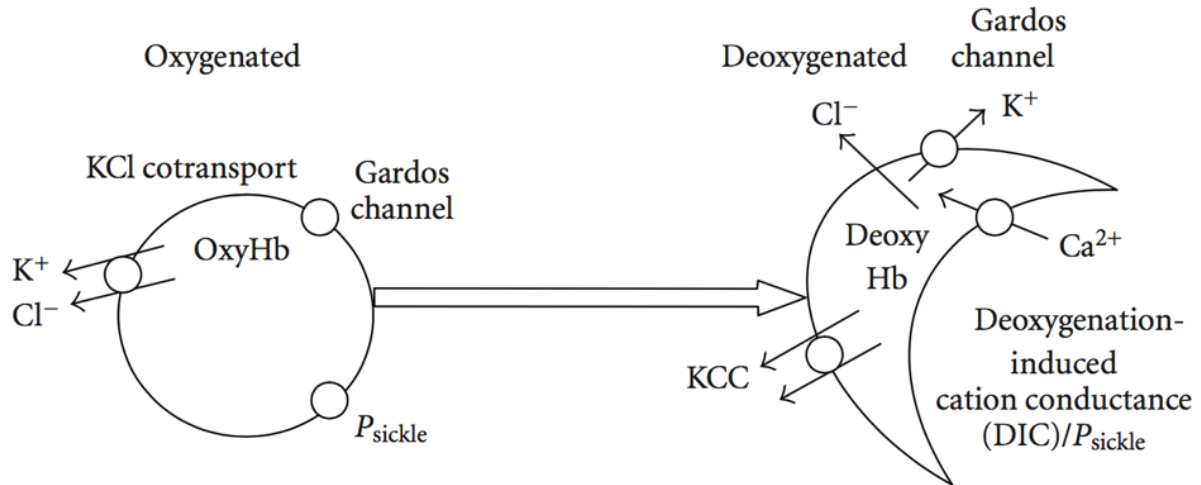 Oxygenated
KCl cotransport
Gardos
channel
OxyHb
K⁺
Cl⁻
P_sickle
Deoxygenated
Gardos
channel
Cl⁻
K⁺
Deoxy
Hb
Ca²⁺
KCC
Deoxygenation-
induced
cation conductance
(DIC)/P_sickle